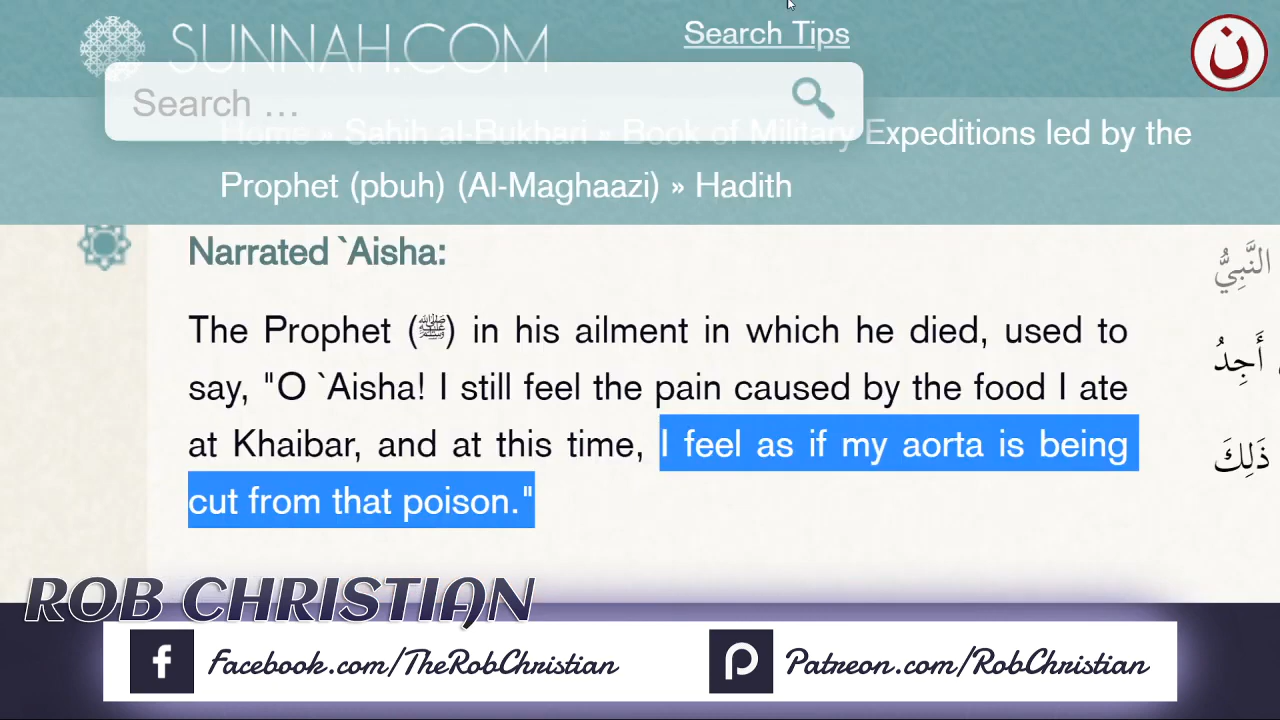 SUNNAH.COM
Search Tips
ن
Search ...
Home » Sahih al-Bukhari » Book of Military Expeditions led by the
Prophet (pbuh) (Al-Maghaazi) » Hadith
Narrated `Aisha:
The Prophet (ﷺ) in his ailment in which he died, used to
say, "O `Aisha! I still feel the pain caused by the food I ate
at Khaibar, and at this time, I feel as if my aorta is being
cut from that poison."
النَّبِيُّ
أَجِدُ
ذَلِكَ
ROB CHRISTIAN
f Facebook.com/TheRobChristian
Patreon.com/RobChristian